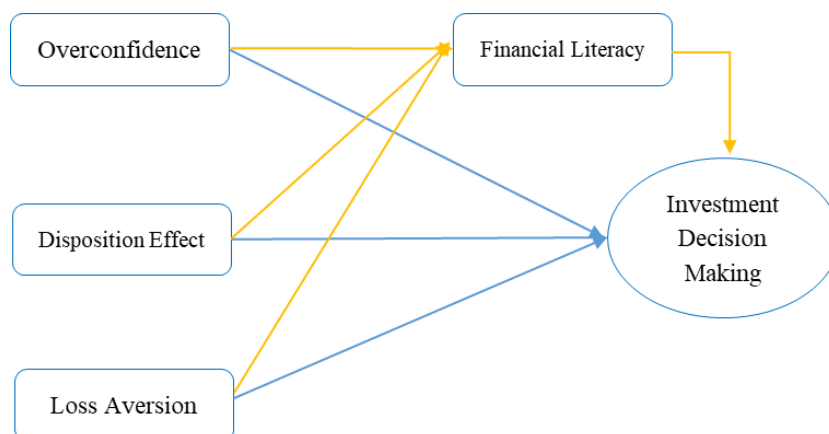 Overconfidence
Financial Literacy
Disposition Effect
Investment
Decision
Making
Loss Aversion